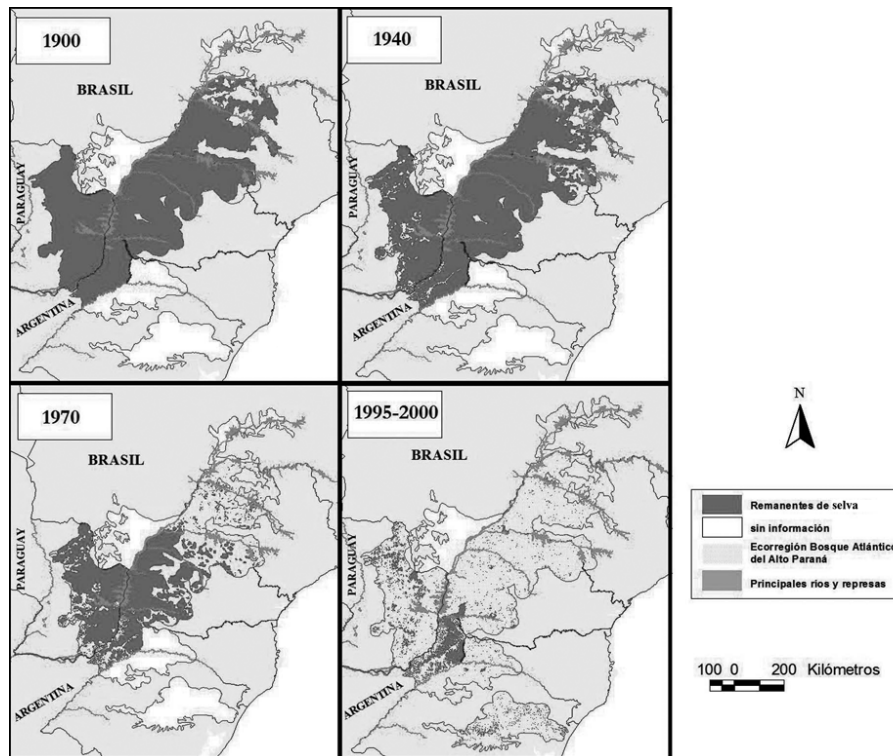 1900
BRASIL
PARAGUAY
ARGENTINA
1940
BRASIL
PARAGUAY
ARGENTINA
1970
BRASIL
PARAGUAY
ARGENTINA
1995-2000
BRASIL
PARAGUAY
ARGENTINA
N
Remanentes de selva
sin información
Ecorregión Bosque Atlántico
del Alto Paraná
Principales rios y represas
100 0 200 Kilómetros